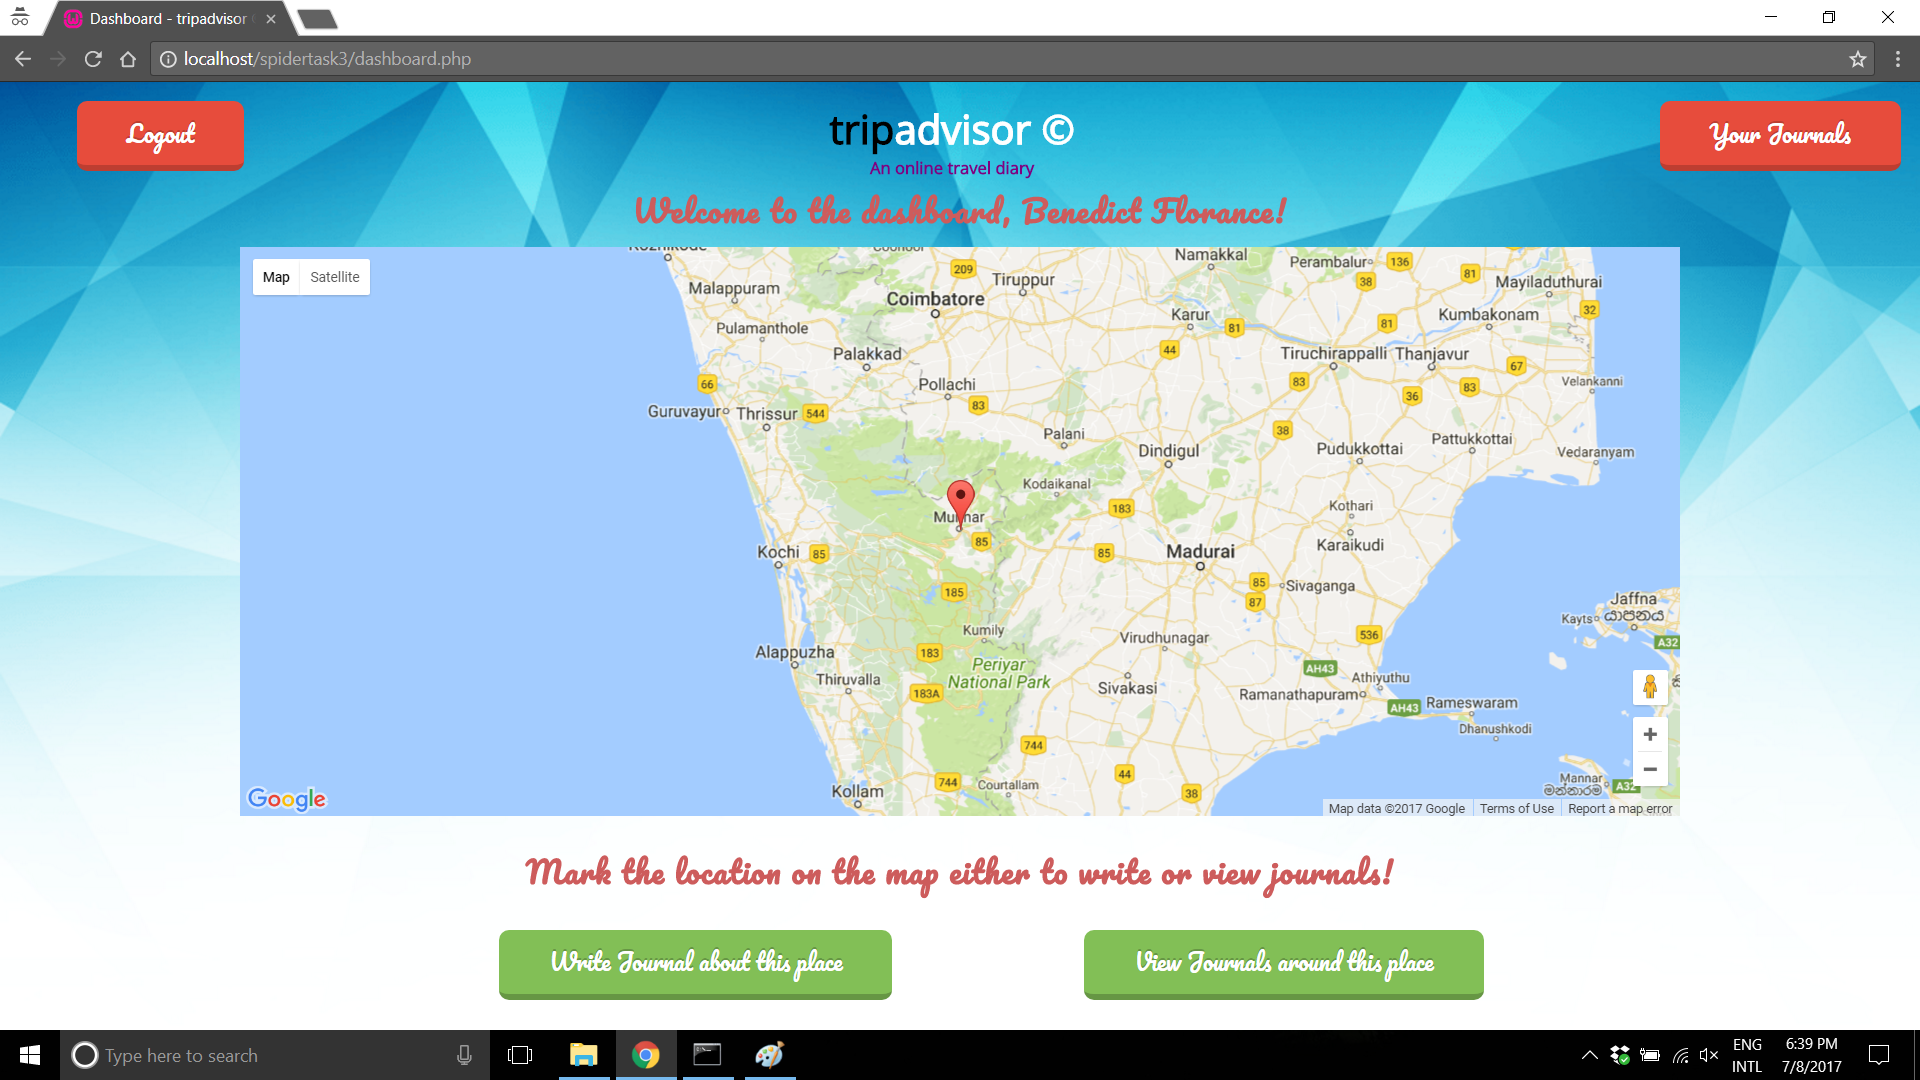 Dashboard - tripadvisor
localhost/spidertask3/dashboard.php
Logout
tripadvisor ©
Your Journals
An online travel diary
Welcome to the dashboard, Benedict Florance!
Map Satellite
Kozhikode
Coonoor
Namakkal
Perambalur
136
209
Tiruppur
81
38
Mayiladuthurai
Malappuram
Coimbatore
32
Karur
Kumbakonam
Pulamanthole
81
81
Palakkad
44
Tiruchirappalli Thanjavur
67
66
Pollachi
83
83
Velankanni
Guruvayur Thrissur 544
83
36
Palani
38
Dindigul
Pudukkottai Pattukkottai
Vedaranyam
Kodaikanal
183
Kothari
Munnar
85
Karaikudi
Kochi 85
85
Madurai
85
Sivaganga
185
87
Jaffna
யாழ்ப்பாணம்
Kayts
Kumily
Virudhunagar
536
A32
Alappuzha
183
Periyar
National Park
AH43
Thiruvalla
183A
Sivakasi
Athiyuthu
Ramanathapuram
AH43 Rameswaram
Dhanushkodi
744
44
744
Courtallam
Mannar
A32
Kollam
38
Google
Map data ©2017 Google Terms of Use Report a map error
Mark the location on the map either to write or view journals!
Write Journal about this place
View Journals around this place
Type here to search
ENG
INTL
6:39 PM
7/8/2017